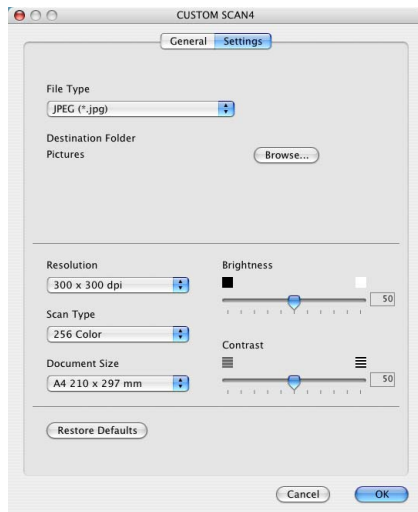 CUSTOM SCAN4
General Settings
File Type
JPEG (*.jpg)
Destination Folder
Pictures
Browse...
Resolution
300 x 300 dpi
Scan Type
256 Color
Document Size
A4 210 x 297 mm
Brightness
50
Contrast
50
Restore Defaults
Cancel OK